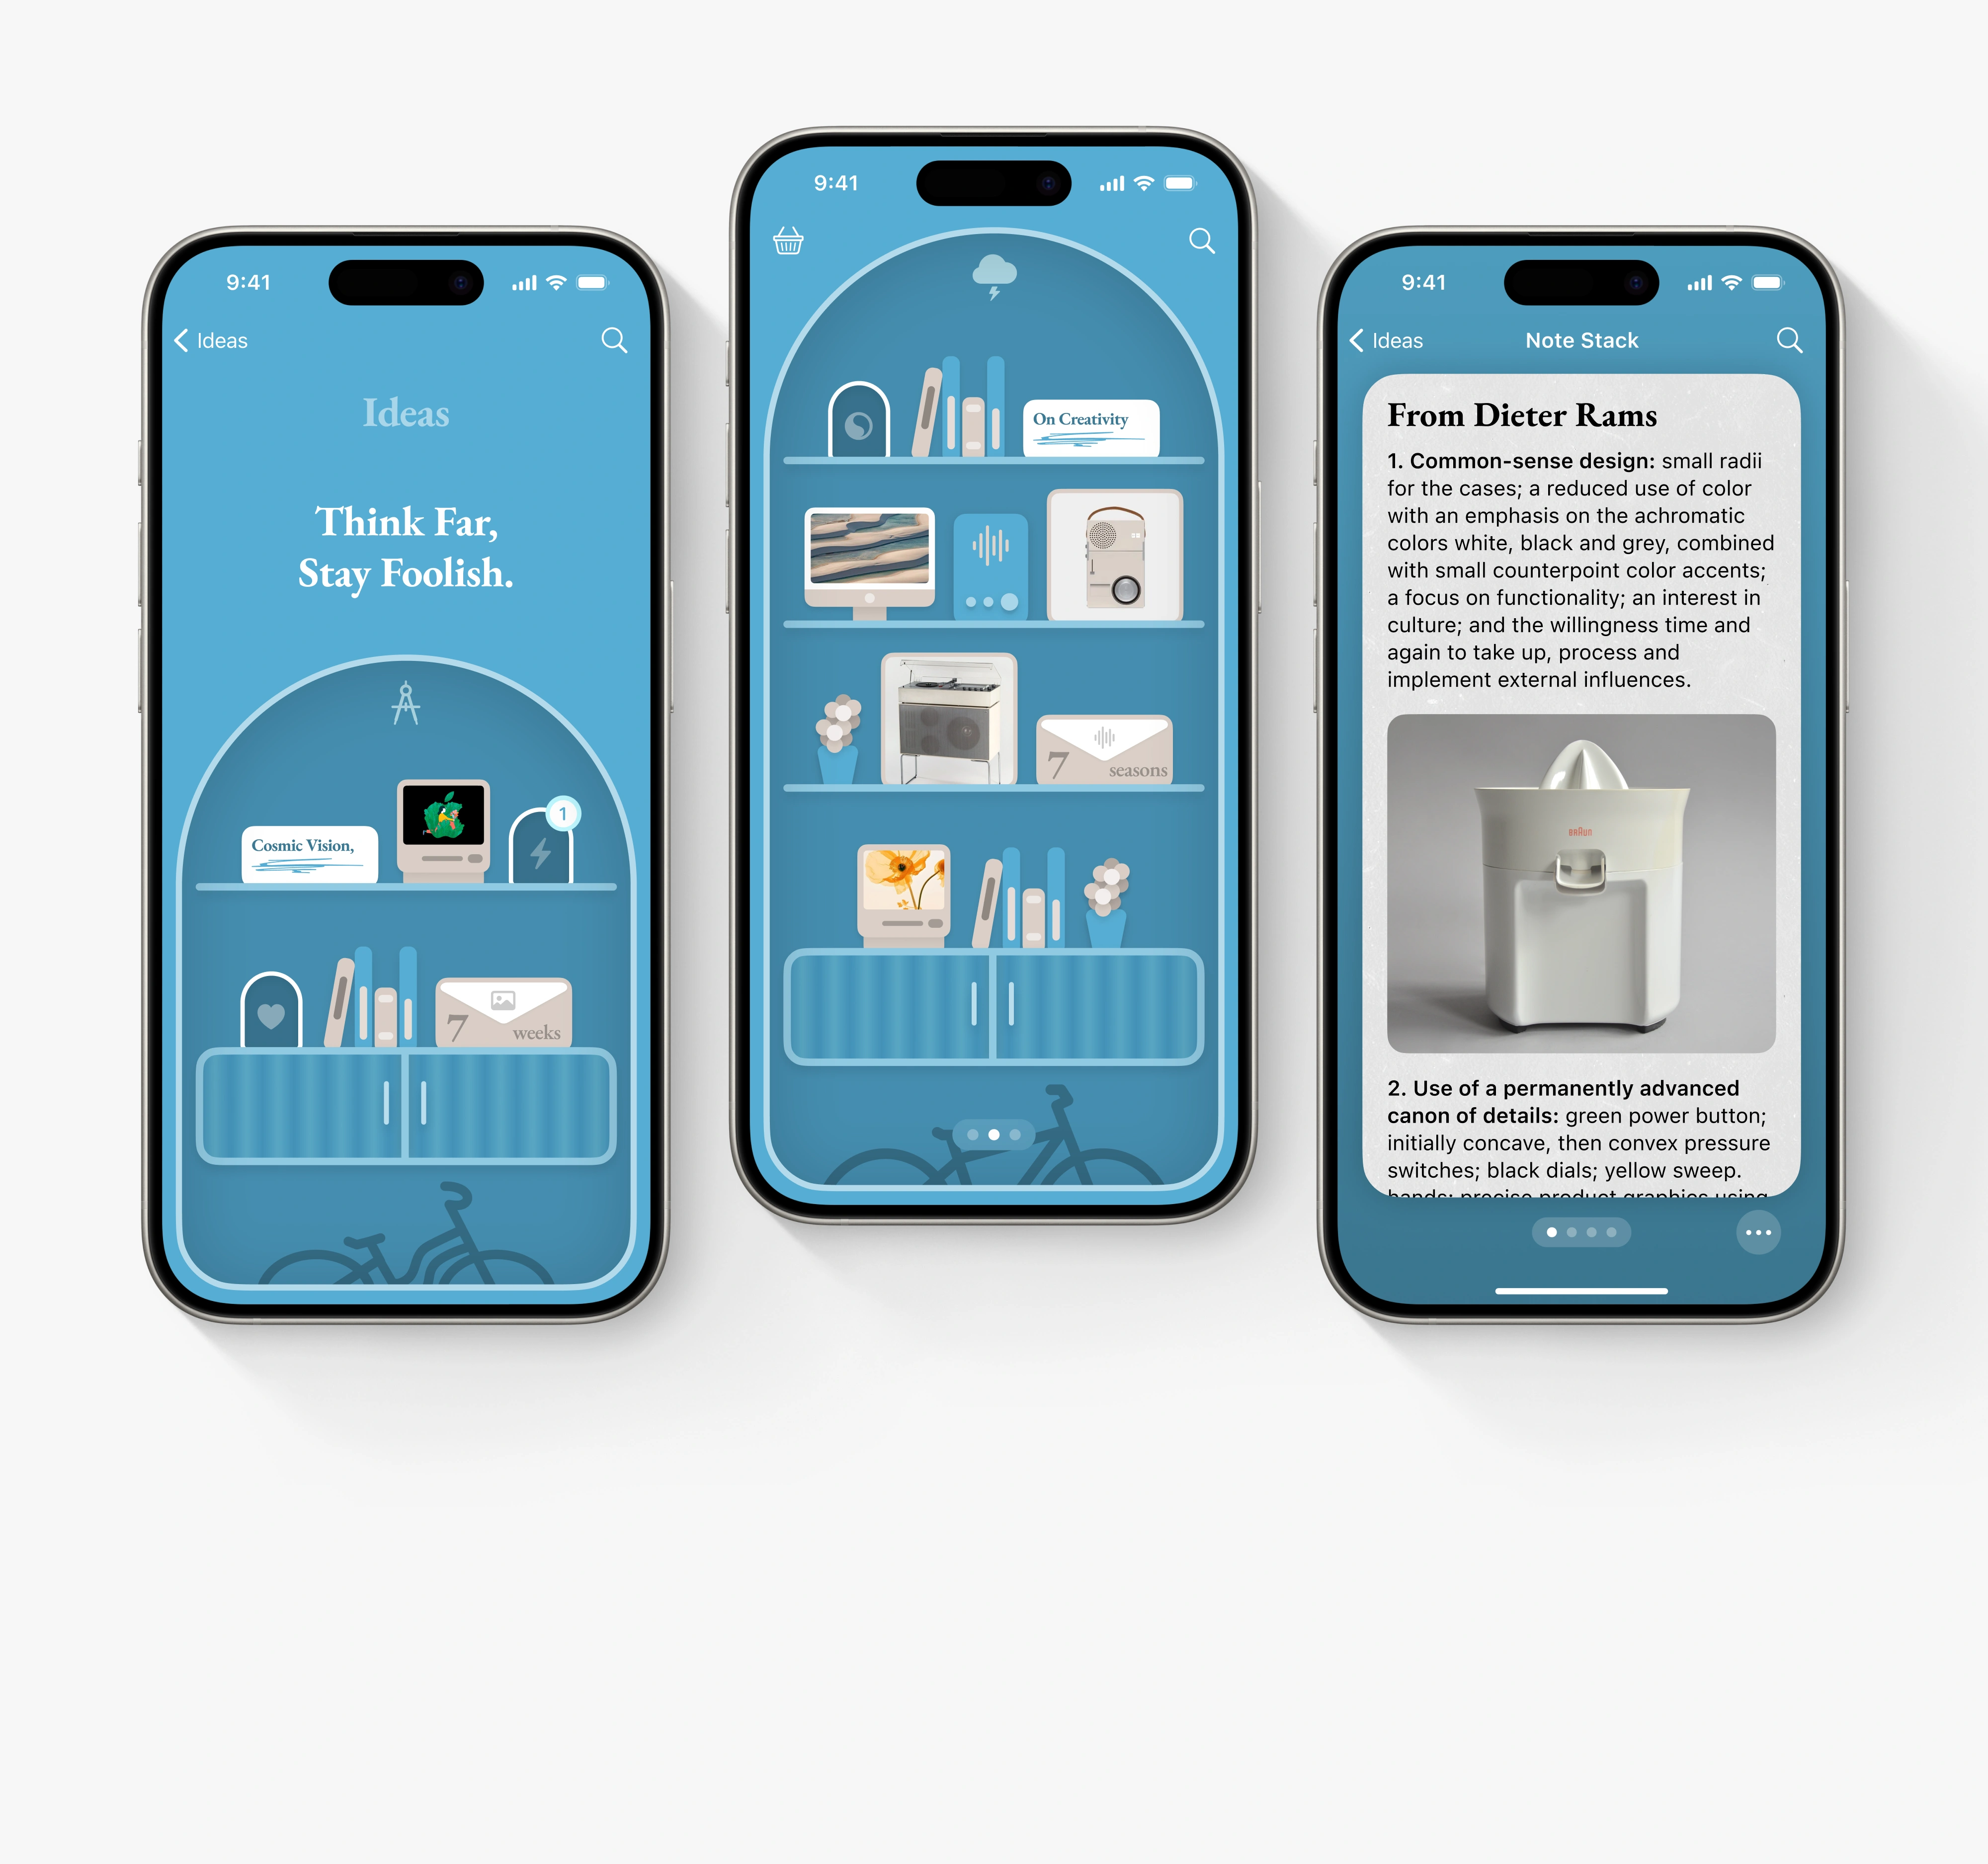 9:41
Ideas
Ideas
Think Far,
Stay Foolish.
1
Cosmic Vision,
7 weeks
9:41
On Creativity
7 seasons
9:41
Ideas
Note Stack
From Dieter Rams
1. Common-sense design: small radii
for the cases; a reduced use of color
with an emphasis on the achromatic
colors white, black and grey, combined
with small counterpoint color accents;
a focus on functionality; an interest in
culture; and the willingness time and
again to take up, process and
implement external influences.
BRAUN
2. Use of a permanently advanced
canon of details: green power button;
initially concave, then convex pressure
switches; black dials; yellow sweep.
hands; precise product graphics using